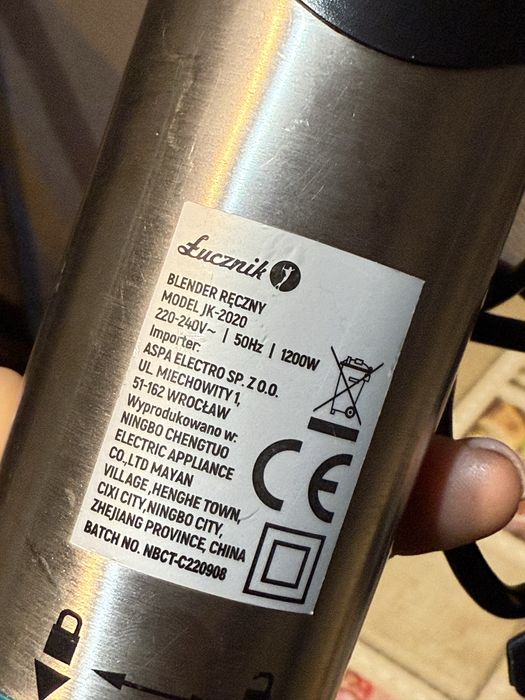 Łucznik
BLENDER RĘCZNY
MODEL JK-2020
220-240V~ | 50Hz | 1200W
Importer:
ASPA ELECTRO SP. Z O.O.
UL MIECHOWITY 1,
51-162 WROCŁAW
Wyprodukowano w:
NINGBO CHENGTUO
ELECTRIC APPLIANCE
CO.,LTD MAYAN
VILLAGE ,HENGHE TOWN,
CIXI CITY,NINGBO CITY,
ZHEJIANG PROVINCE, CHINA
BATCH NO. NBCT-C220908
CE